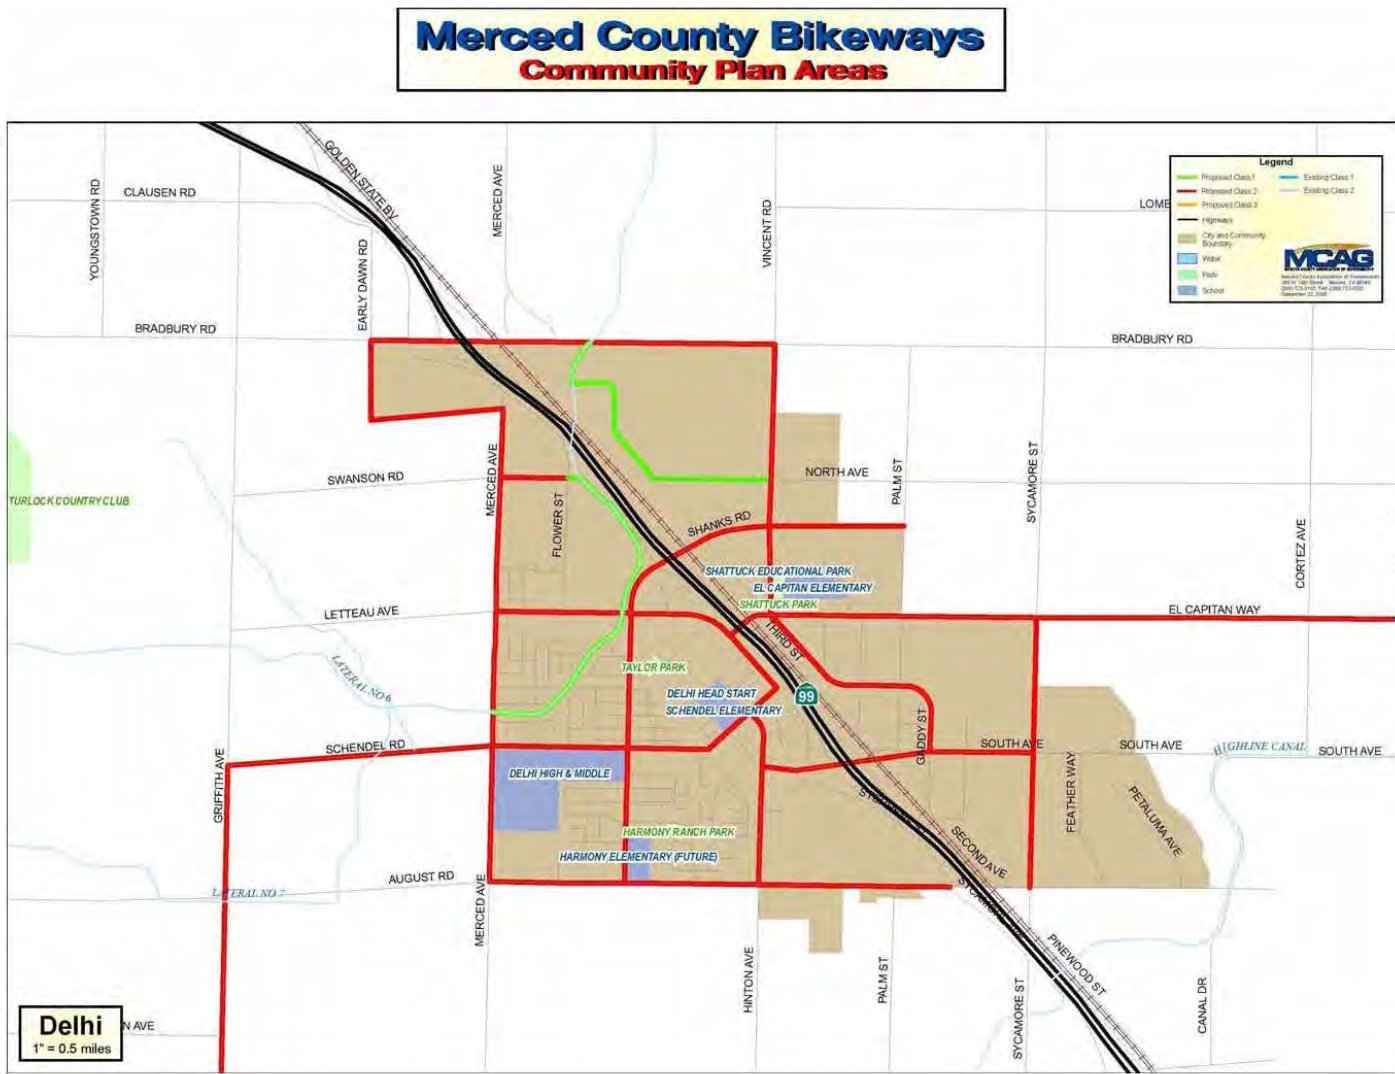 Merced County Bikeways
Community Plan Areas
Legend
Proposed Class 1
Proposed Class 2
Proposed Class 3
Highways
City and Community
Boundary
Water
Park
School
Existing Class 1
Existing Class 2
MCAG
GOLDEN STATE BV
CLAUSEN RD
YOUNGSTOWN RD
MERCED AVE
VINCENT RD
EARLY DAWN RD
BRADBURY RD
BRADBURY RD
TURLOCK COUNTRY CLUB
SWANSON RD
MERCED AVE
FLOWER ST
NORTH AVE
PALM ST
SYCAMORE ST
CORTEZ AVE
SHANKS RD
SHATTUCK EDUCATIONAL PARK
EL CAPITAN ELEMENTARY
SHATTUCK PARK
LETTEAU AVE
EL CAPITAN WAY
THIRD ST
LATERAL NO 6
TAYLOR PARK
DELHI HEAD START
SCHENDEL ELEMENTARY
99
GADDY ST
SCHENDEL RD
SOUTH AVE
SOUTH AVE
HIGHLINE CANAL
SOUTH AVE
GRIFFITH AVE
DELHI HIGH & MIDDLE
FEATHER WAY
PETALUMA AVE
HARMONY RANCH PARK
SECOND AVE
HARMONY ELEMENTARY (FUTURE)
AUGUST RD
LATERAL NO 7
MERCED AVE
HINTON AVE
PALM ST
SYCAMORE ST
PINEWOOD ST
CANAL DR
Delhi
1" = 0.5 miles
N AVE